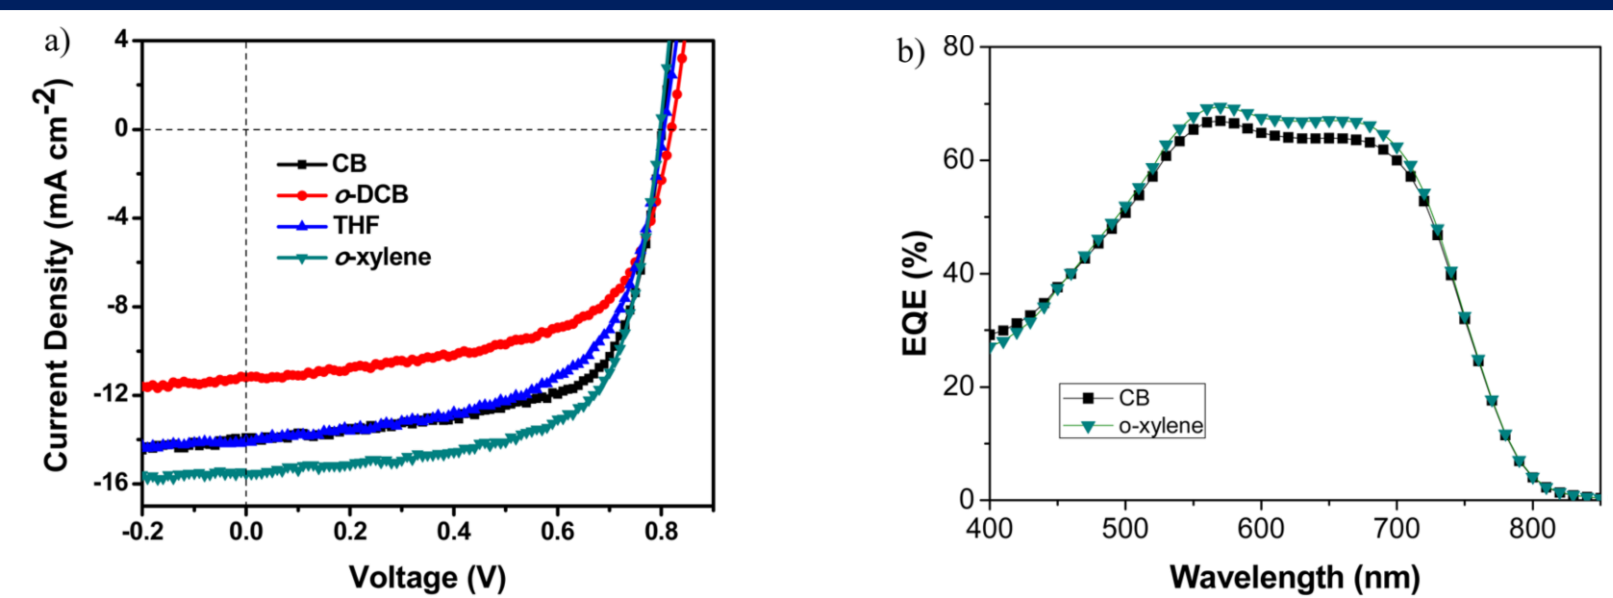 a)
4
0
-4
-8
-12
-16
Current Density (mA cm-2)
CB
o-DCB
THF
o-xylene
-0.2 0.0 0.2 0.4 0.6 0.8
Voltage (V)
b)
80
60
40
20
0
EQE (%)
CB
o-xylene
400 500 600 700 800
Wavelength (nm)